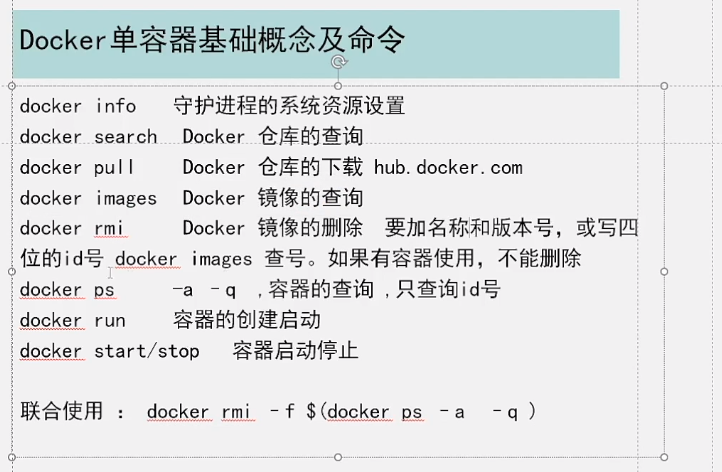 Docker单容器基础概念及命令
docker info 守护进程的系统资源设置
docker search Docker 仓库的查询
docker pull Docker 仓库的下载 hub.docker.com
docker images Docker 镜像的查询
docker rmi Docker 镜像的删除 要加名称和版本号，或写四
位的id号 docker images 查号。如果有容器使用，不能删除
docker ps -a -q ,容器的查询 ,只查询id号
docker run 容器的创建启动
docker start/stop 容器启动停止
联合使用 ： docker rmi -f $(docker ps -a -q )